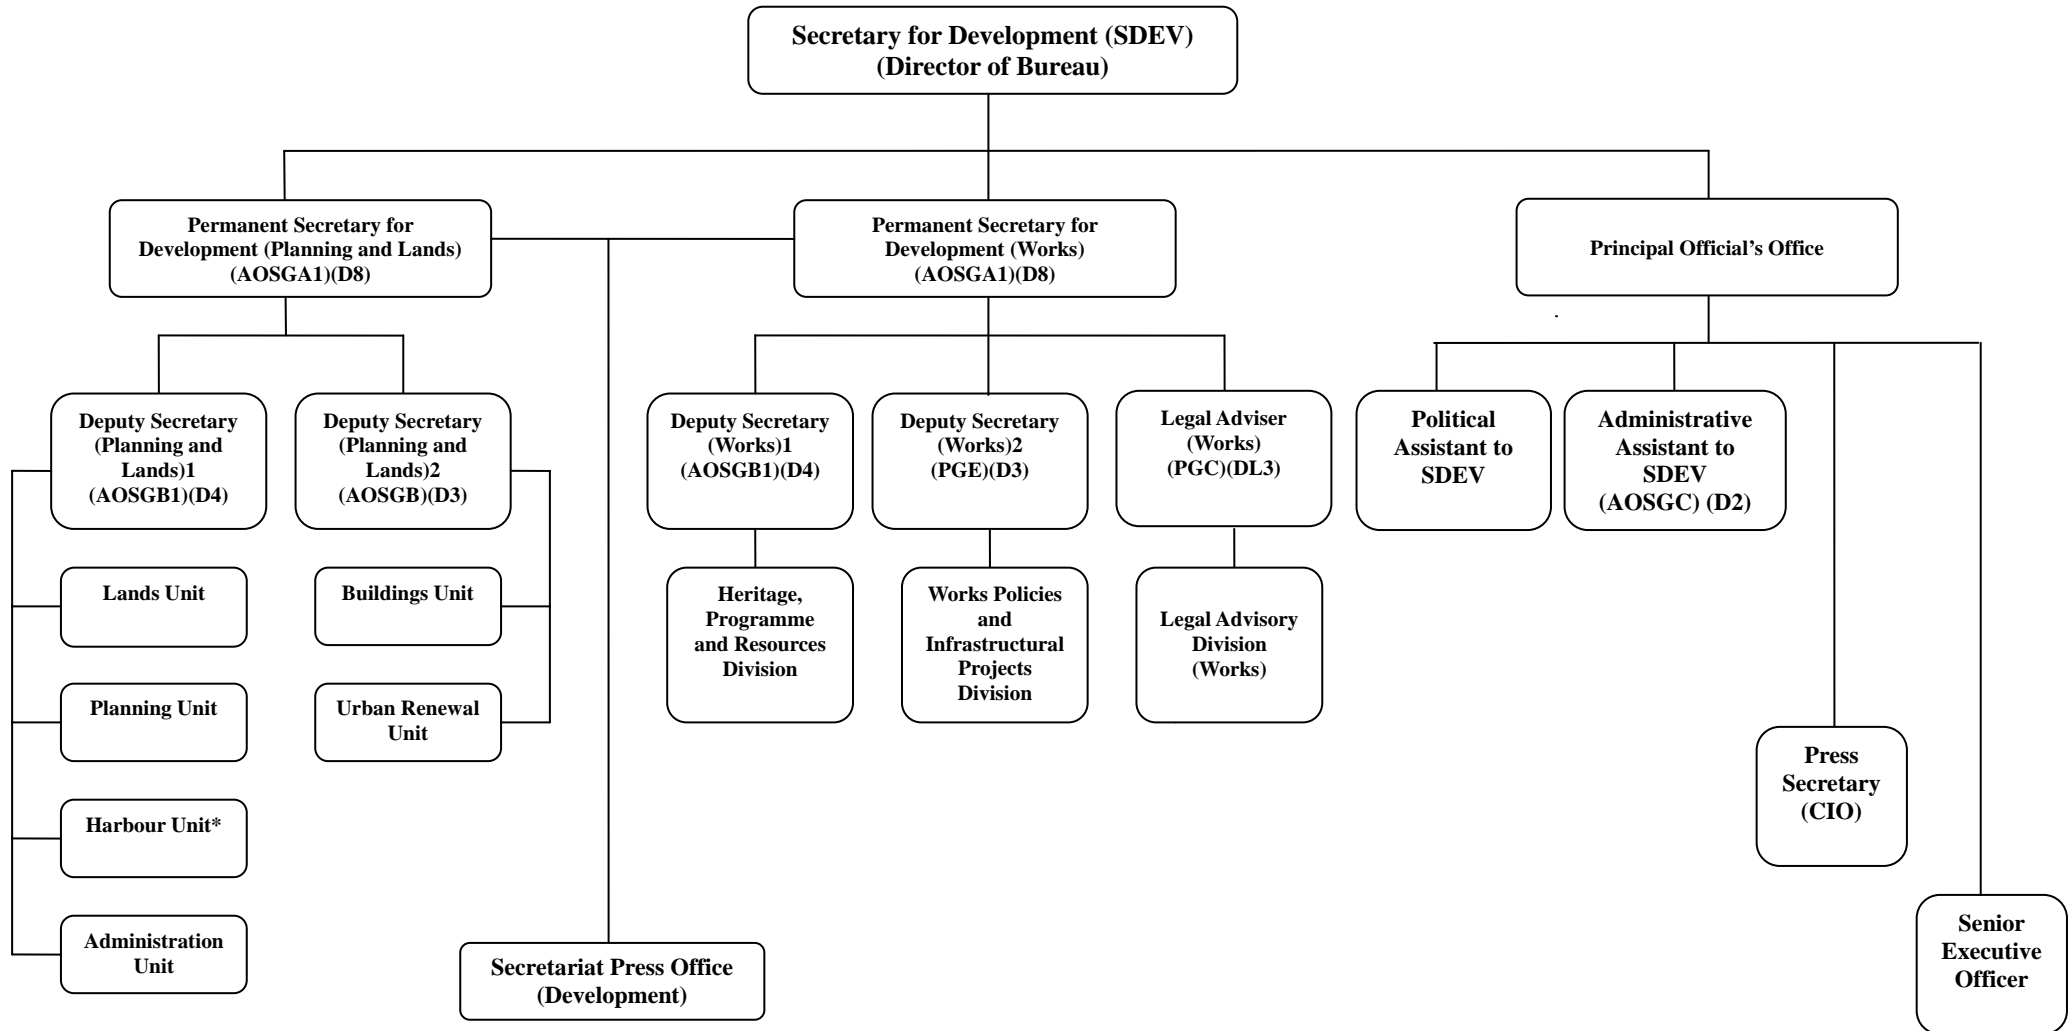 Secretary for Development (SDEV)
(Director of Bureau)
Permanent Secretary for
Development (Planning and Lands)
(AOSGA1)(D8)
Permanent Secretary for
Development (Works)
(AOSGA1)(D8)
Principal Official’s Office
Deputy Secretary
(Planning and
Lands)1
(AOSGB1)(D4)
Deputy Secretary
(Planning and
Lands)2
(AOSGB)(D3)
Deputy Secretary
(Works)1
(AOSGB1)(D4)
Deputy Secretary
(Works)2
(PGE)(D3)
Legal Adviser
(Works)
(PGC)(DL3)
Political
Assistant to
SDEV
Administrative
Assistant to
SDEV
(AOSGC) (D2)
Lands Unit
Buildings Unit
Heritage,
Programme
and Resources
Division
Works Policies
and
Infrastructural
Projects
Division
Legal Advisory
Division
(Works)
Planning Unit
Urban Renewal
Unit
Press
Secretary
(CIO)
Harbour Unit*
Administration
Unit
Secretariat Press Office
(Development)
Senior
Executive
Officer